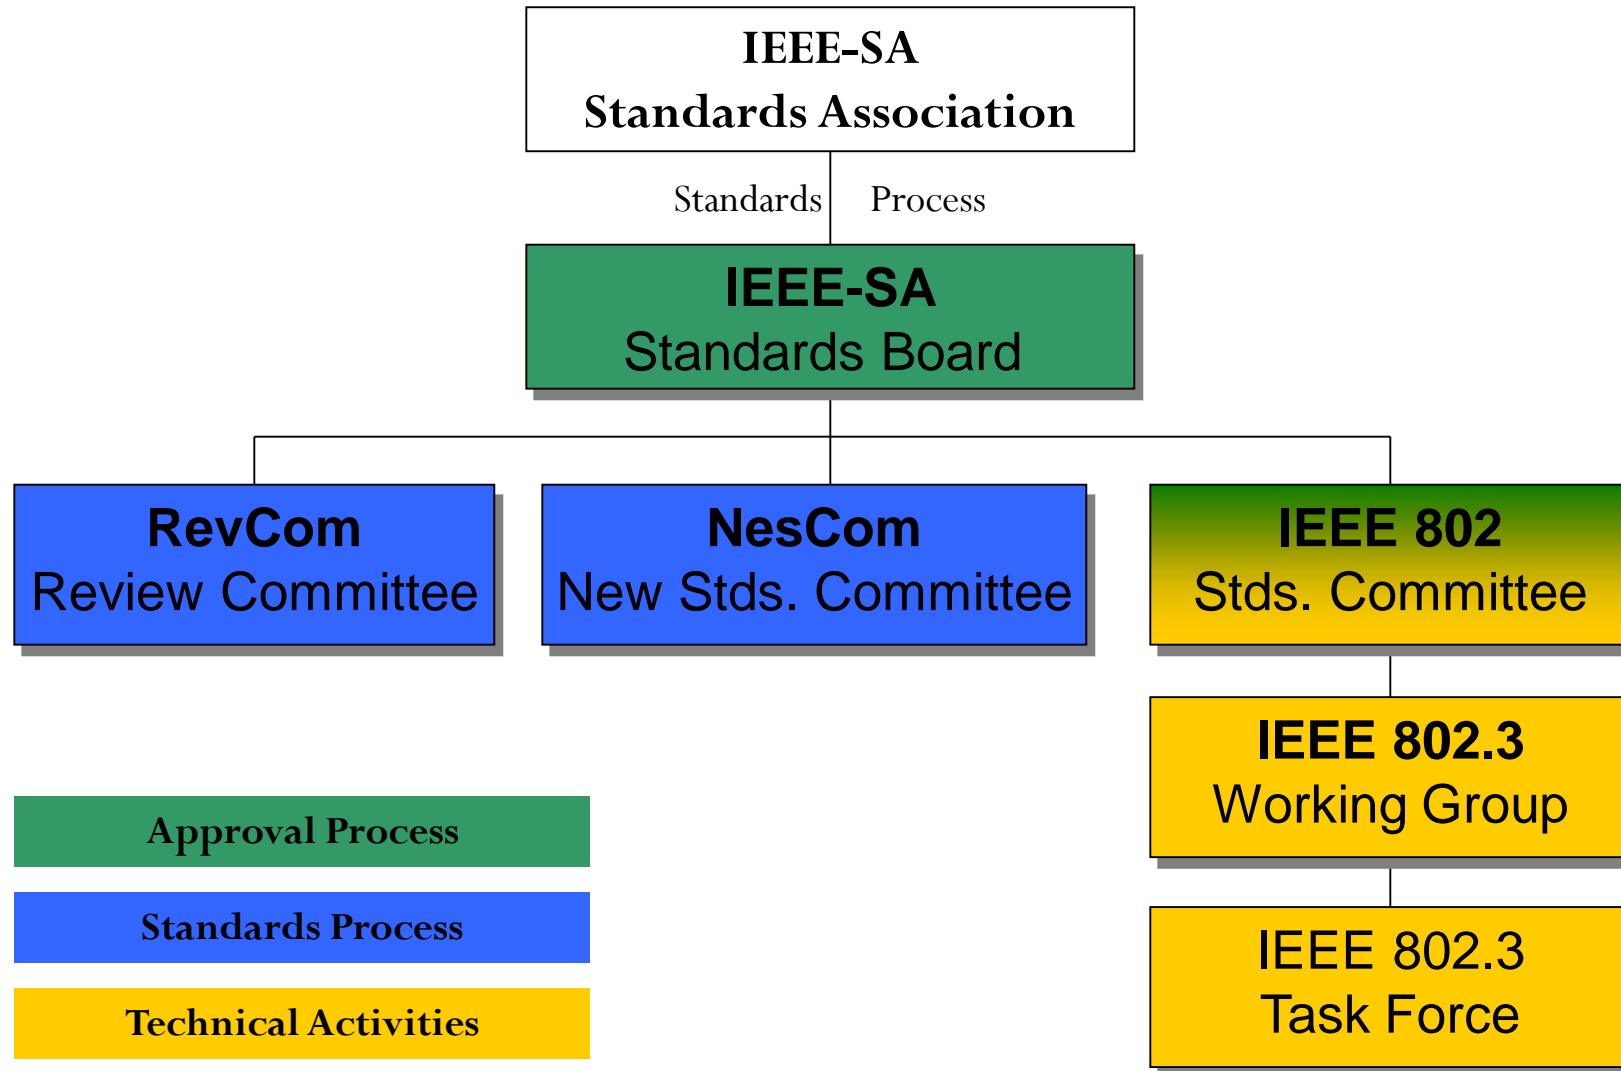 IEEE-SA
Standards Association
Standards Process
IEEE-SA
Standards Board
RevCom
Review Committee
NesCom
New Stds. Committee
IEEE 802
Stds. Committee
IEEE 802.3
Working Group
IEEE 802.3
Task Force
Approval Process
Standards Process
Technical Activities